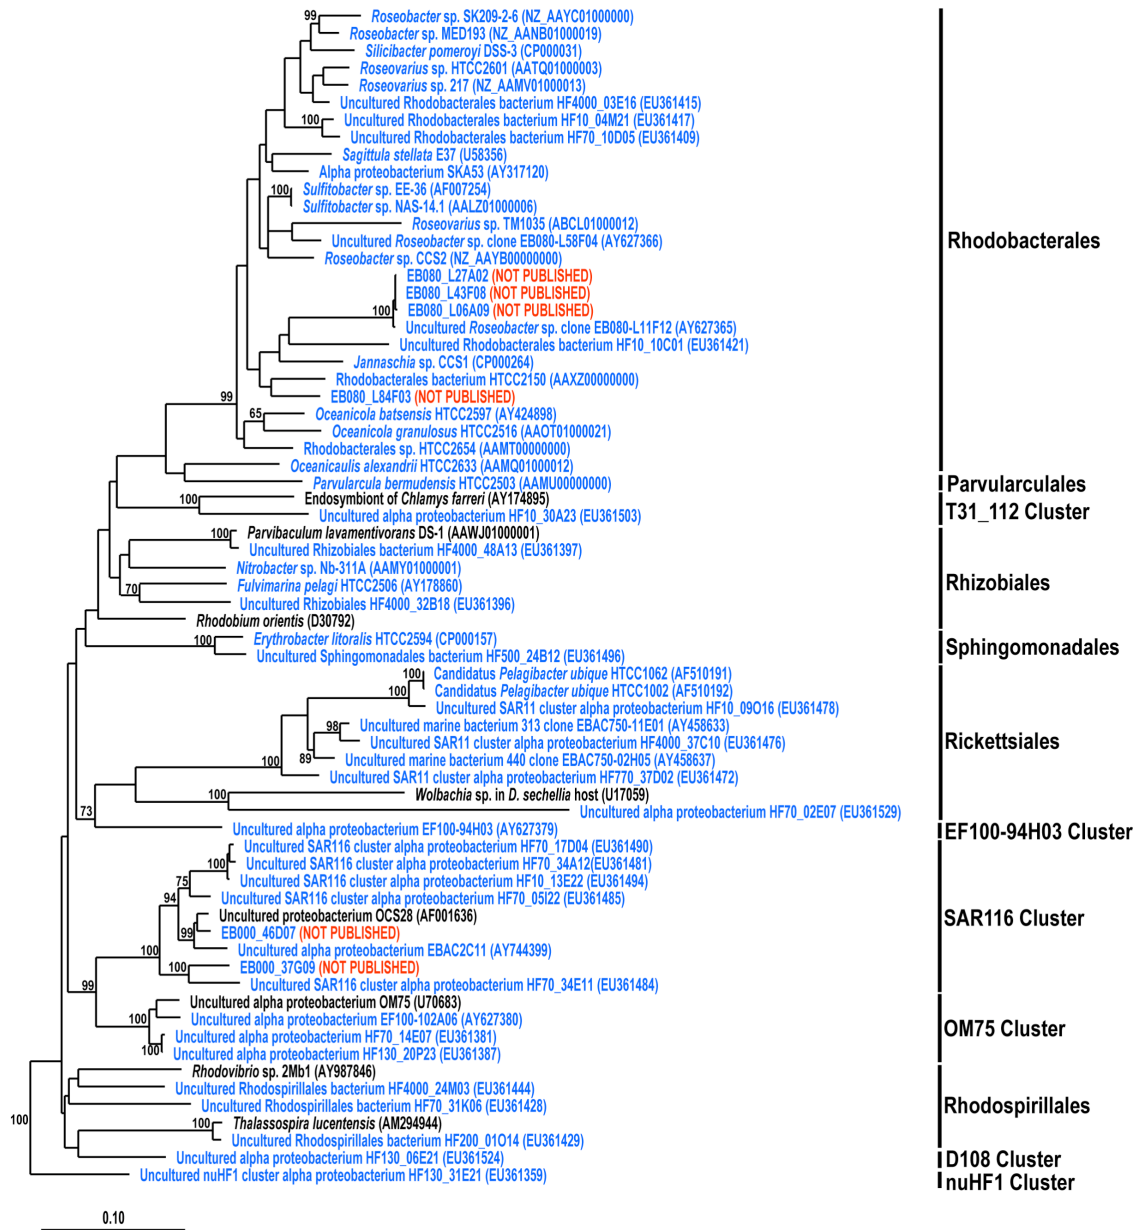 99
Roseobacter sp. SK209-2-6 (NZ_AAYC01000000)
Roseobacter sp. MED193 (NZ_AANB01000019)
Silicibacter pomeroyi DSS-3 (CP000031)
Roseovarius sp. HTCC2601 (AATQ01000003)
Roseovarius sp. 217 (NZ_AAMV01000013)
Uncultured Rhodobacterales bacterium HF4000_03E16 (EU361415)
100
Uncultured Rhodobacterales bacterium HF10_04M21 (EU361417)
Uncultured Rhodobacterales bacterium HF70_10D05 (EU361409)
Sagittula stellata E37 (U58356)
Alpha proteobacterium SKA53 (AY317120)
100
Sulfitobacter sp. EE-36 (AF007254)
Sulfitobacter sp. NAS-14.1 (AALZ01000006)
Roseovarius sp. TM1035 (ABCL01000012)
Uncultured Roseobacter sp. clone EB080-L58F04 (AY627366)
Roseobacter sp. CCS2 (NZ_AAYB00000000)
Rhodobacterales
EB080_L27A02 (NOT PUBLISHED)
EB080_L43F08 (NOT PUBLISHED)
100
EB080_L06A09 (NOT PUBLISHED)
Uncultured Roseobacter sp. clone EB080-L11F12 (AY627365)
Uncultured Rhodobacterales bacterium HF10_10C01 (EU361421)
Jannaschia sp. CCS1 (CP000264)
Rhodobacterales bacterium HTCC2150 (AAXZ00000000)
99
EB080_L84F03 (NOT PUBLISHED)
65
Oceanicola batsensis HTCC2597 (AY424898)
Oceanicola granulosus HTCC2516 (AAOT01000021)
Rhodobacterales sp. HTCC2654 (AAMT00000000)
Oceanicaulis alexandrii HTCC2633 (AAMQ01000012)
Parvularcula bermudensis HTCC2503 (AAMU00000000)
Parvularculales
100
Endosymbiont of Chlamys farreri (AY174895)
Uncultured alpha proteobacterium HF10_30A23 (EU361503)
T31_112 Cluster
100
Parvibaculum lavamentivorans DS-1 (AAWJ01000001)
Uncultured Rhizobiales bacterium HF4000_48A13 (EU361397)
Nitrobacter sp. Nb-311A (AAMY01000001)
Rhizobiales
70
Fulvimarina pelagi HTCC2506 (AY178860)
Uncultured Rhizobiales HF4000_32B18 (EU361396)
Rhodobium orientis (D30792)
100
Erythrobacter litoralis HTCC2594 (CP000157)
Uncultured Sphingomonadales bacterium HF500_24B12 (EU361496)
Sphingomonadales
100
Candidatus Pelagibacter ubique HTCC1062 (AF510191)
100
Candidatus Pelagibacter ubique HTCC1002 (AF510192)
Uncultured SAR11 cluster alpha proteobacterium HF10_09O16 (EU361478)
98
Uncultured marine bacterium 313 clone EBAC750-11E01 (AY458633)
Uncultured SAR11 cluster alpha proteobacterium HF4000_37C10 (EU361476)
Rickettsiales
89
Uncultured marine bacterium 440 clone EBAC750-02H05 (AY458637)
100
Uncultured SAR11 cluster alpha proteobacterium HF770_37D02 (EU361472)
100
Wolbachia sp. in D. sechellia host (U17059)
73
Uncultured alpha proteobacterium HF70_02E07 (EU361529)
Uncultured alpha proteobacterium EF100-94H03 (AY627379)
EF100-94H03 Cluster
Uncultured SAR116 cluster alpha proteobacterium HF70_17D04 (EU361490)
100
Uncultured SAR116 cluster alpha proteobacterium HF70_34A12(EU361481)
75
Uncultured SAR116 cluster alpha proteobacterium HF10_13E22 (EU361494)
94
Uncultured SAR116 cluster alpha proteobacterium HF70_05I22 (EU361485)
Uncultured proteobacterium OCS28 (AF001636)
SAR116 Cluster
99
EB000_46D07 (NOT PUBLISHED)
100
Uncultured alpha proteobacterium EBAC2C11 (AY744399)
100
EB000_37G09 (NOT PUBLISHED)
99
Uncultured SAR116 cluster alpha proteobacterium HF70_34E11 (EU361484)
Uncultured alpha proteobacterium OM75 (U70683)
100
Uncultured alpha proteobacterium EF100-102A06 (AY627380)
OM75 Cluster
Uncultured alpha proteobacterium HF70_14E07 (EU361381)
100
Uncultured alpha proteobacterium HF130_20P23 (EU361387)
Rhodovibrio sp. 2Mb1 (AY987846)
Uncultured Rhodospirillales bacterium HF4000_24M03 (EU361444)
Uncultured Rhodospirillales bacterium HF70_31K06 (EU361428)
Rhodospirillales
100
100
Thalassospira lucentensis (AM294944)
Uncultured Rhodospirillales bacterium HF200_01O14 (EU361429)
Uncultured alpha proteobacterium HF130_06E21 (EU361524)
D108 Cluster
Uncultured nuHF1 cluster alpha proteobacterium HF130_31E21 (EU361359)
nuHF1 Cluster
0.10